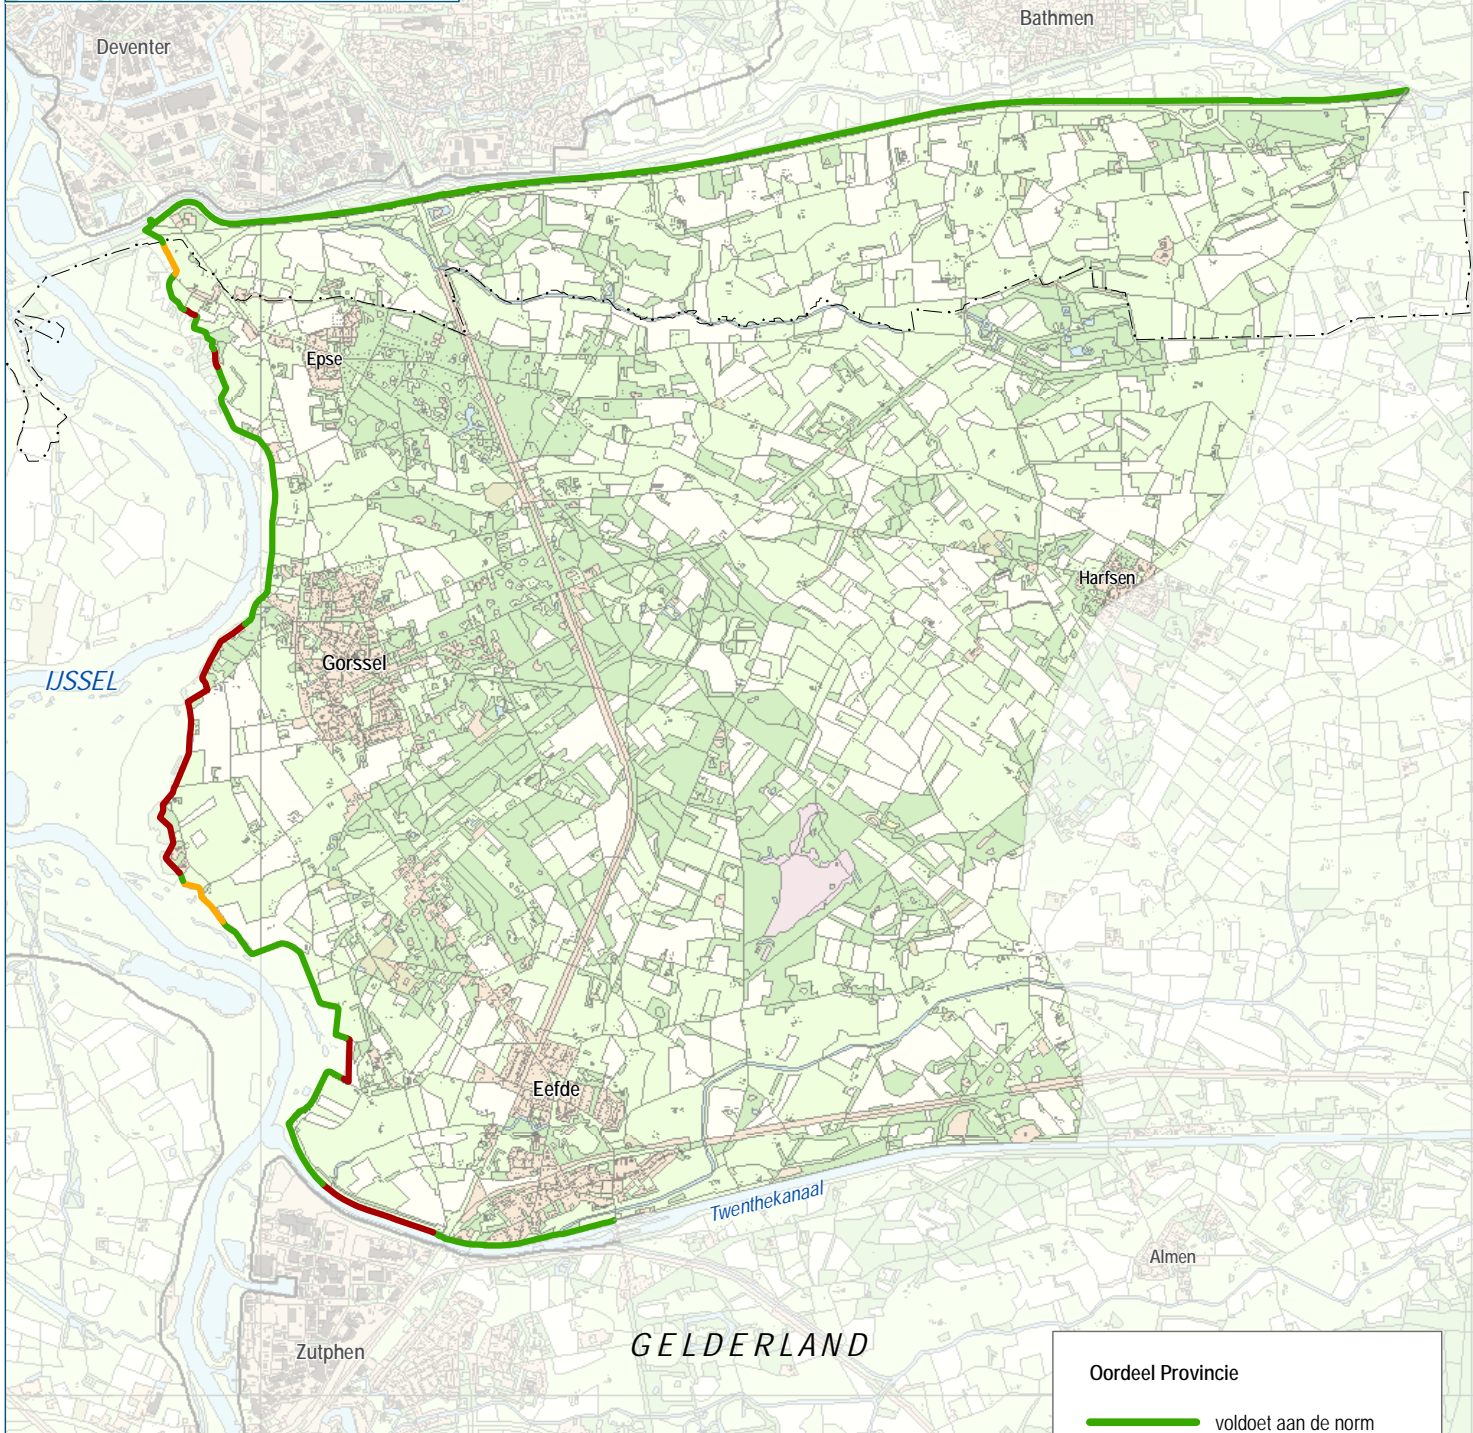 Bathmen
Deventer
Epse
Harfsen
Gorssel
IJSSEL
Eefde
Twenthekanaal
Almen
GELDERLAND
Zutphen
Oordeel Provincie
voldoet aan de norm